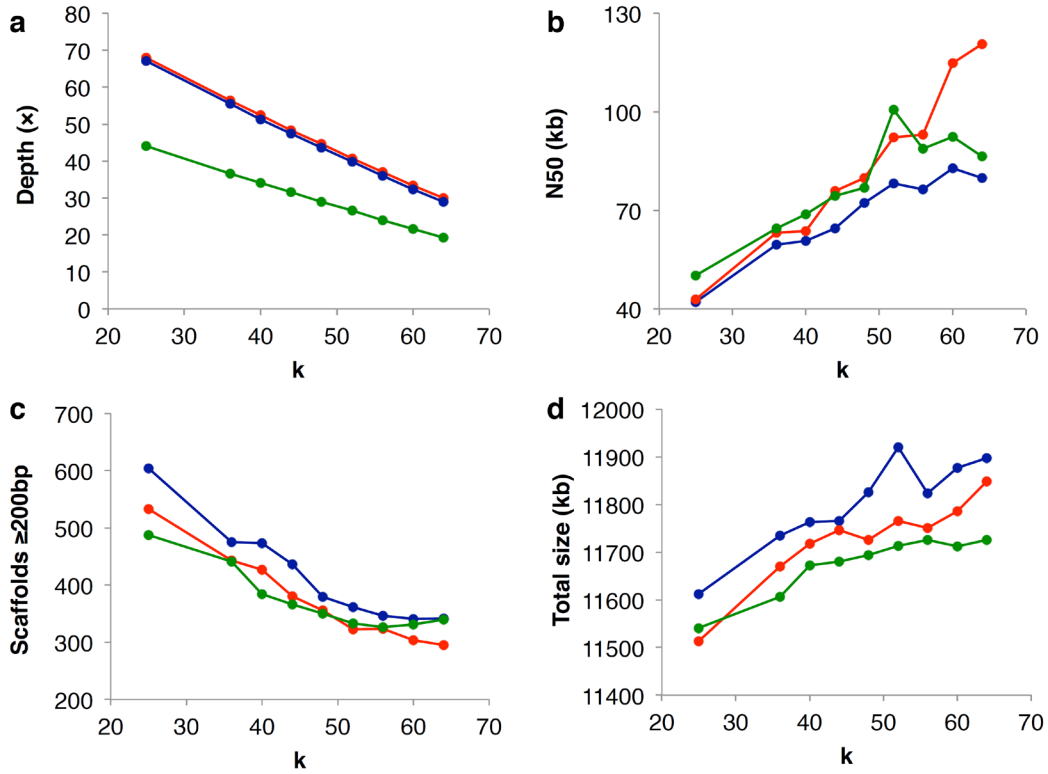 a
Depth (×)
80
70
60
50
40
30
20
10
0
20 30 40 50 60 70
k
b
N50 (kb)
130
100
70
40
20 30 40 50 60 70
k
c
Scaffolds ≥200bp
700
600
500
400
300
200
20 30 40 50 60 70
k
d
Total size (kb)
12000
11900
11800
11700
11600
11500
11400
20 30 40 50 60 70
k